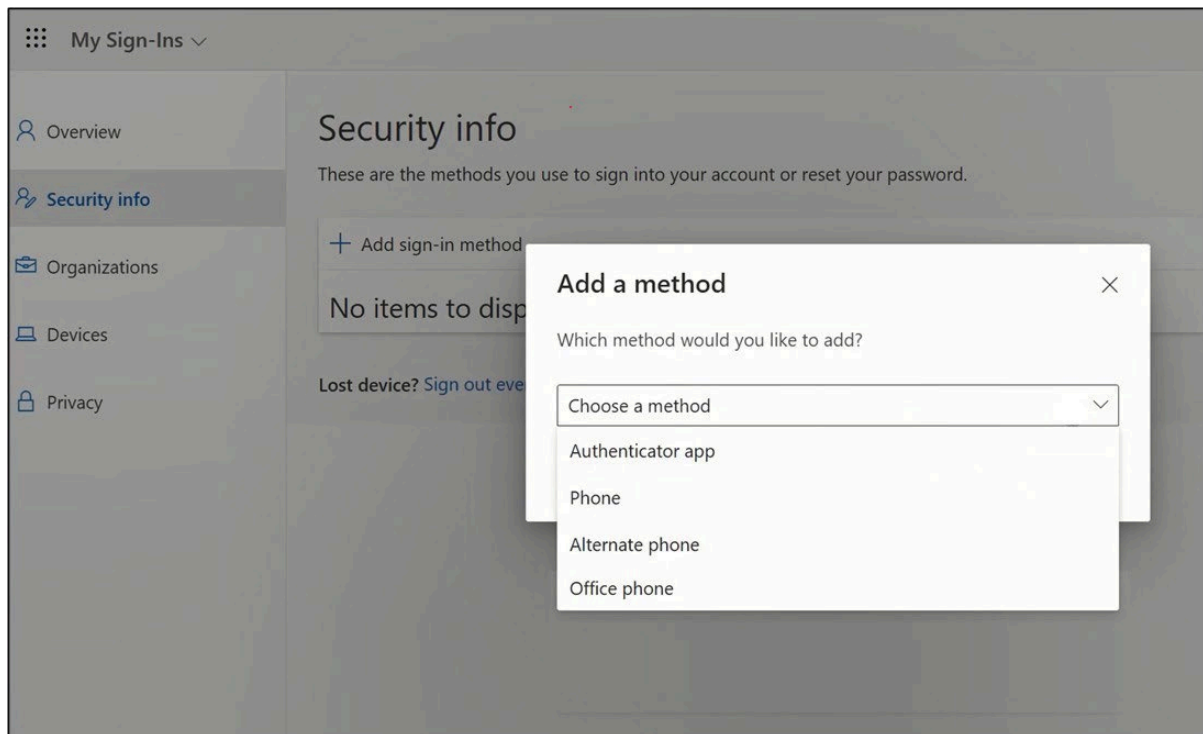 My Sign-Ins
Overview
Security info
Organizations
Devices
Privacy
Security info
These are the methods you use to sign into your account or reset your password.
Add sign-in method
No items to disp
Lost device? Sign out eve
Add a method
Which method would you like to add?
Choose a method
Authenticator app
Phone
Alternate phone
Office phone